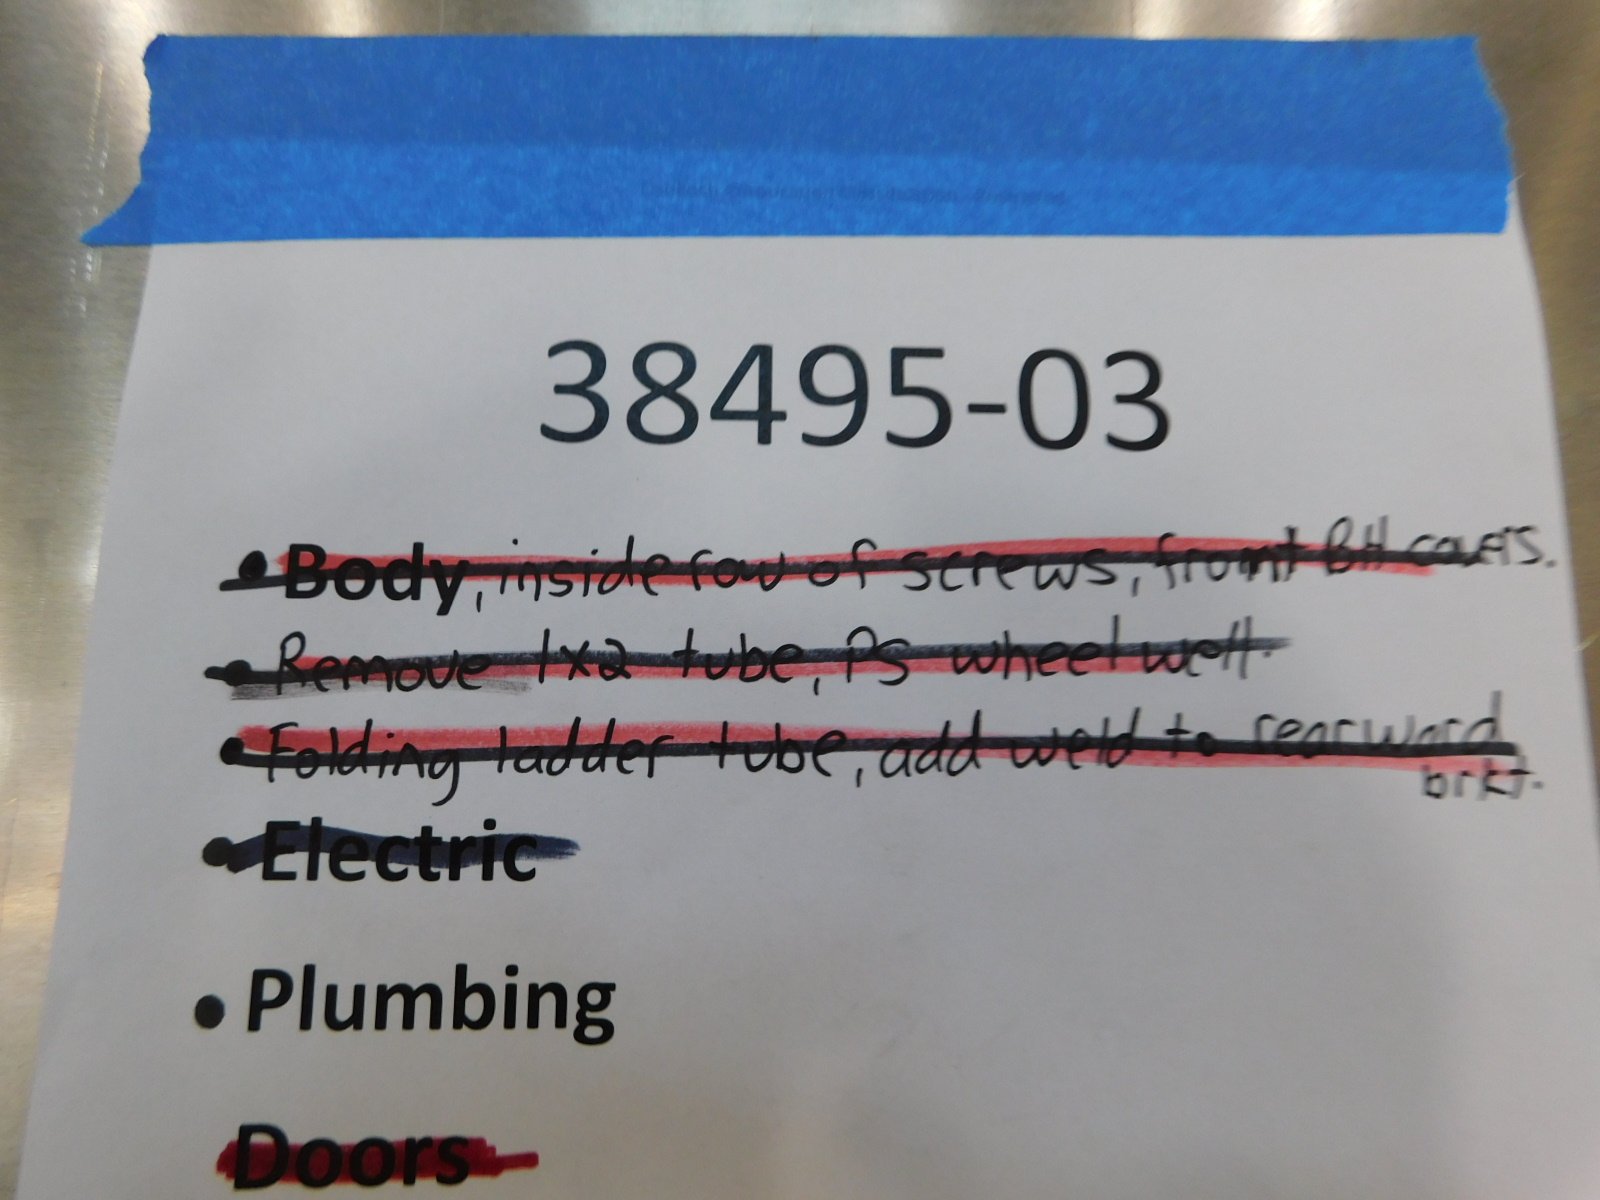 38495-03
• Body, inside row of screws, front BH covers.
• Remove 1x2 tube, PS wheel well.
• Folding ladder tube, add weld to rearward
brkt.
• Electric
• Plumbing
Doors